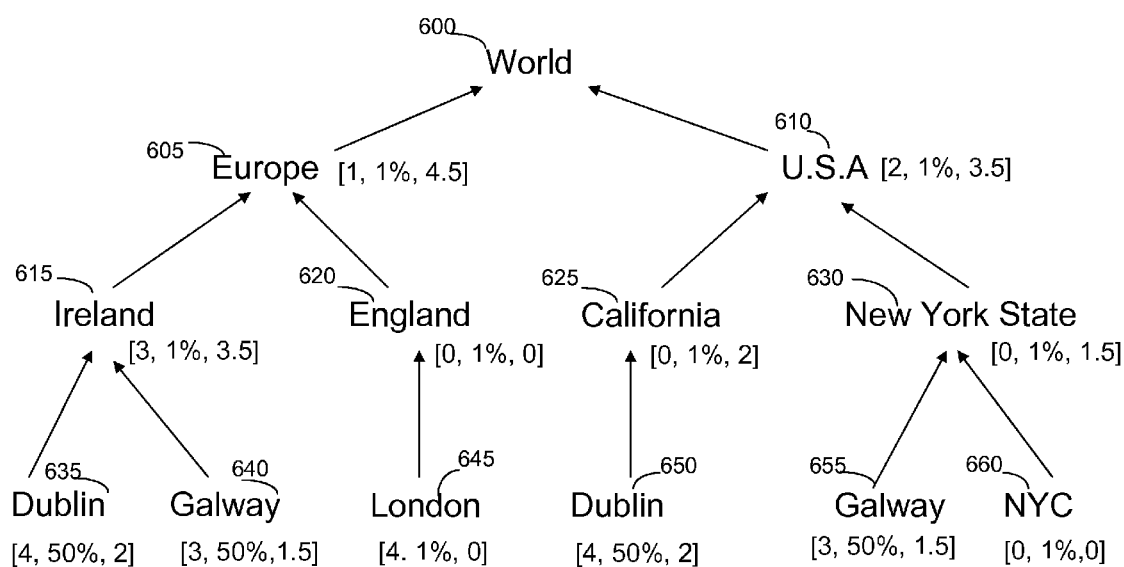 600
World
605
Europe [1, 1%, 4.5]
610
U.S.A [2, 1%, 3.5]
615
Ireland
[3, 1%, 3.5]
620
England
[0, 1%, 0]
625
California
[0, 1%, 2]
630
New York State
[0, 1%, 1.5]
635
Dublin
[4, 50%, 2]
640
Galway
[3, 50%,1.5]
645
London
[4. 1%, 0]
650
Dublin
[4, 50%, 2]
655
Galway
[3, 50%, 1.5]
660
NYC
[0, 1%,0]